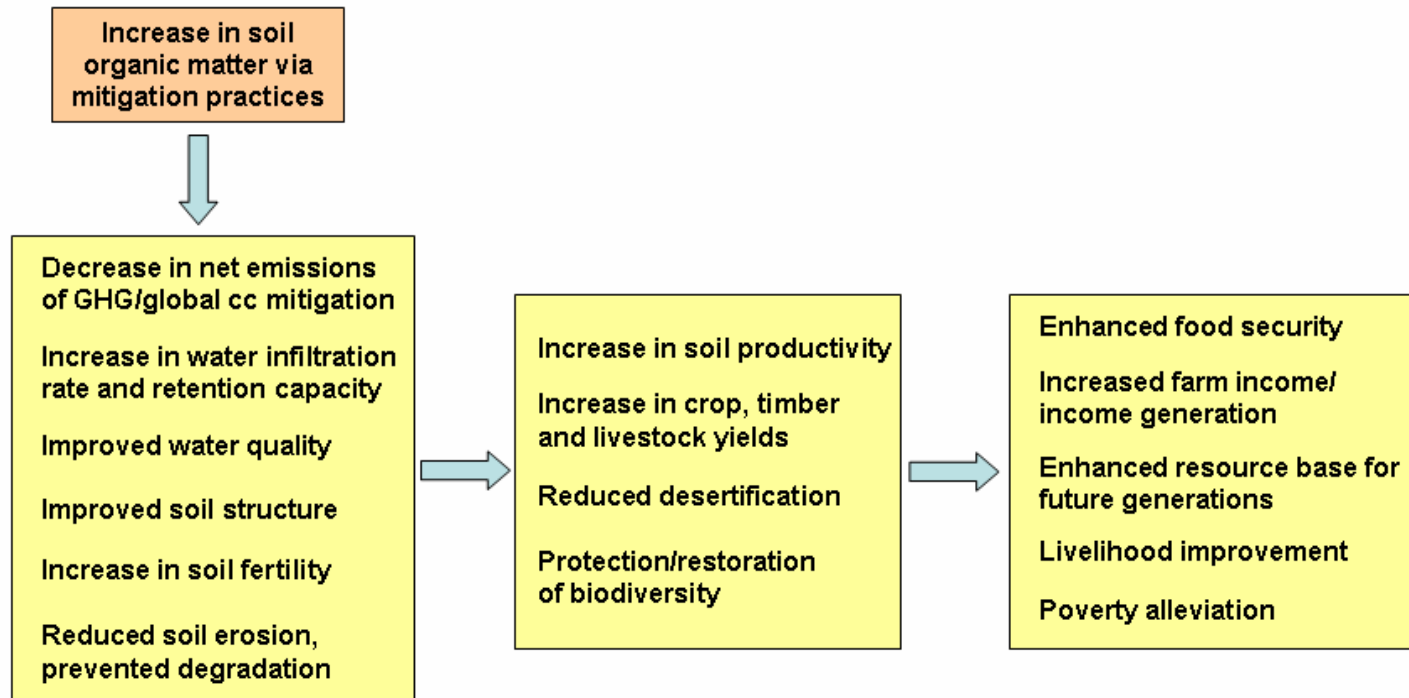 Increase in soil
organic matter via
mitigation practices
Decrease in net emissions
of GHG/global cc mitigation
Increase in water infiltration
rate and retention capacity
Improved water quality
Improved soil structure
Increase in soil fertility
Reduced soil erosion,
prevented degradation
Increase in soil productivity
Increase in crop, timber
and livestock yields
Reduced desertification
Protection/restoration
of biodiversity
Enhanced food security
Increased farm income/
income generation
Enhanced resource base for
future generations
Livelihood improvement
Poverty alleviation